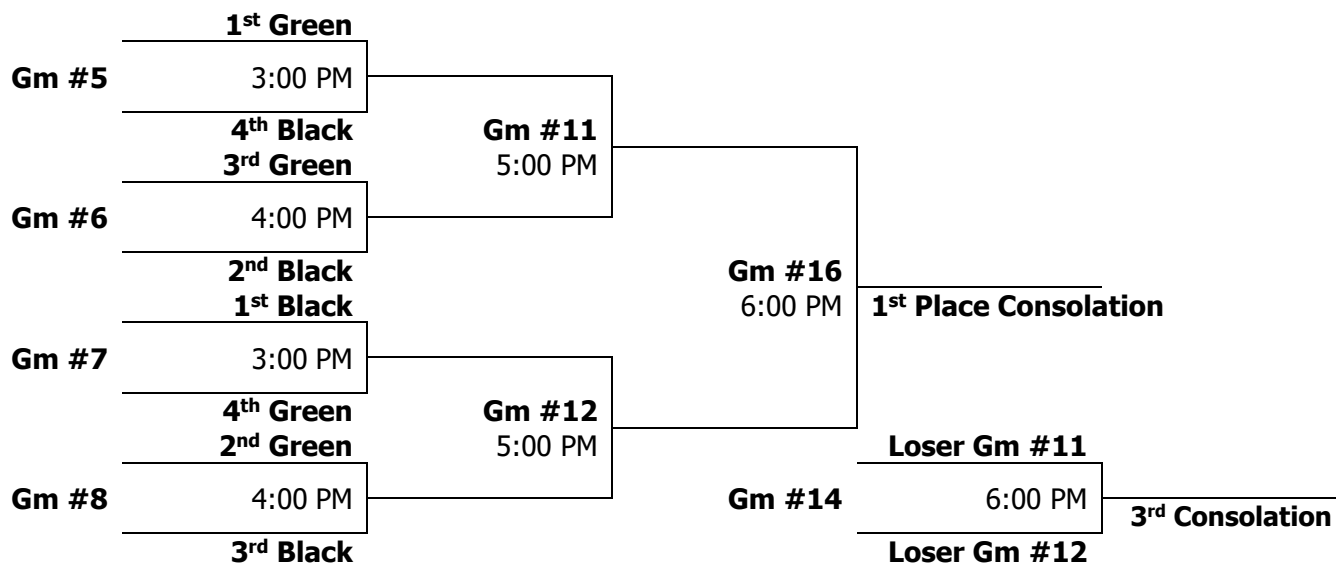 1st Green
Gm #5 3:00 PM
4th Black Gm #11
3rd Green 5:00 PM
Gm #6 4:00 PM
2nd Black Gm #16
1st Black 6:00 PM 1st Place Consolation
Gm #7 3:00 PM
4th Green Gm #12
2nd Green 5:00 PM Loser Gm #11
Gm #8 4:00 PM Gm #14 6:00 PM 3rd Consolation
3rd Black Loser Gm #12